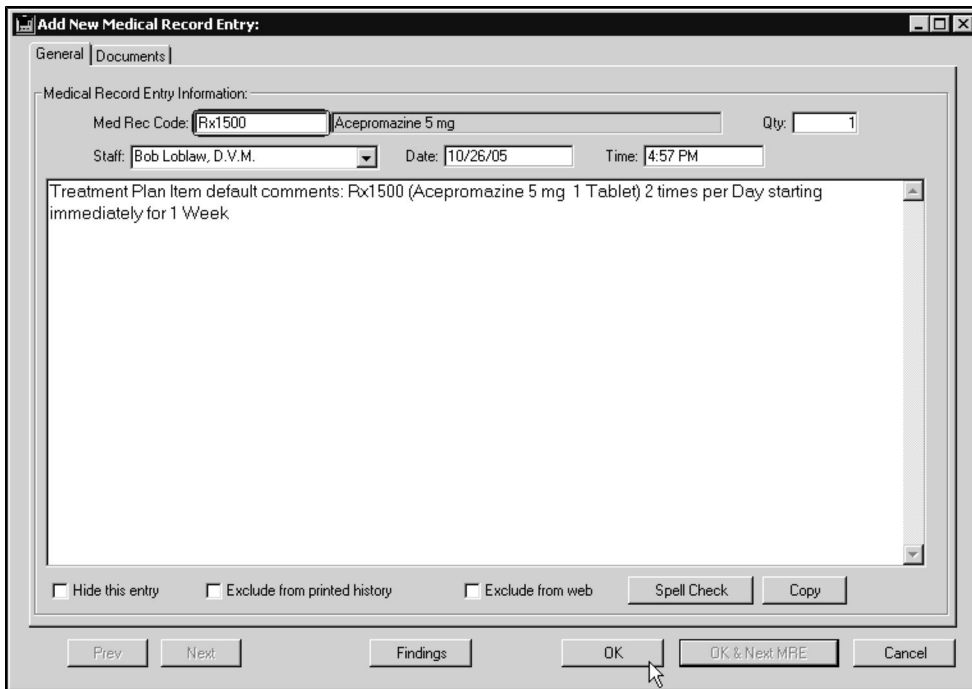 Add New Medical Record Entry:
General Documents
Medical Record Entry Information:
Med Rec Code: Rx1500 Acepromazine 5 mg Qty: 1
Staff: Bob Loblaw, D.V.M. Date: 10/26/05 Time: 4:57 PM
Treatment Plan Item default comments: Rx1500 (Acepromazine 5 mg 1 Tablet) 2 times per Day starting
immediately for 1 Week
Hide this entry Exclude from printed history Exclude from web Spell Check Copy
Prev Next Findings OK OK & Next MRE Cancel